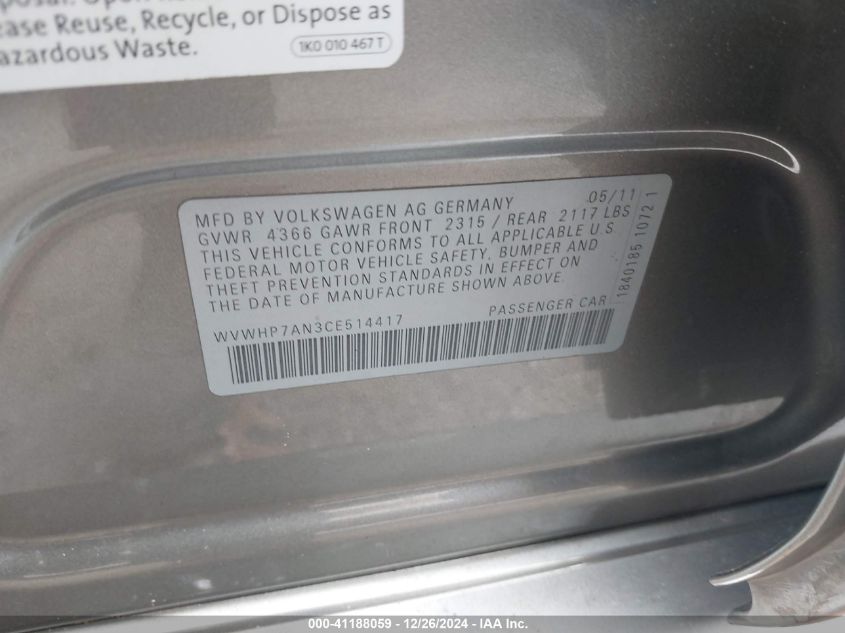 ease Reuse, Recycle, or Dispose as
azardous Waste.
1K0 010 467 T
MFD BY VOLKSWAGEN AG GERMANY 05/11
GVWR 4366 GAWR FRONT 2315 / REAR 2117 LBS
THIS VEHICLE CONFORMS TO ALL APPLICABLE U S
FEDERAL MOTOR VEHICLE SAFETY, BUMPER AND
THEFT PREVENTION STANDARDS IN EFFECT ON
THE DATE OF MANUFACTURE SHOWN ABOVE.
WVWHP7AN3CE514417 PASSENGER CAR
1840185 1072 1
000-41188059 - 12/26/2024 - IAA Inc.